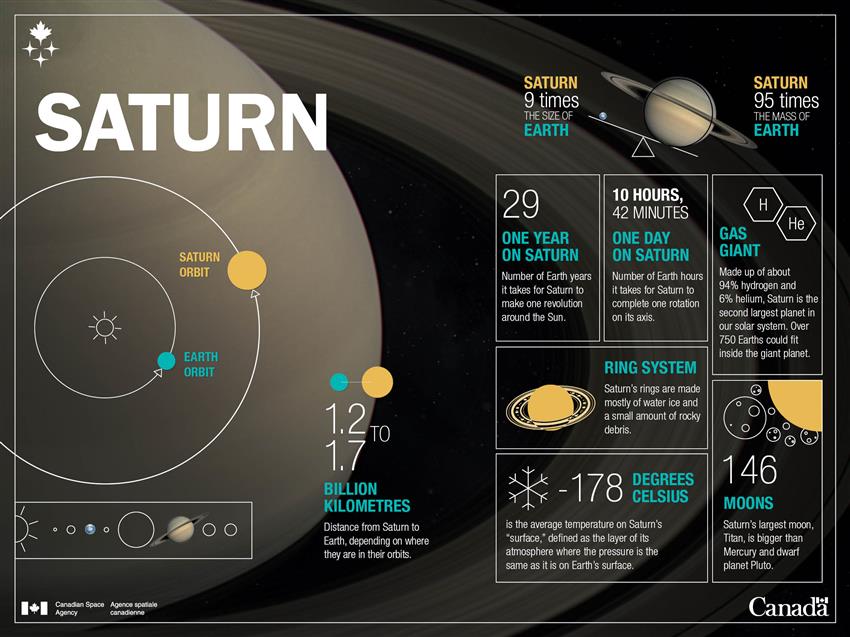 SATURN
SATURN
9 times
THE SIZE OF
EARTH
SATURN
95 times
THE MASS OF
EARTH
SATURN
ORBIT
EARTH
ORBIT
1.2 TO
1.7
BILLION
KILOMETRES
Distance from Saturn to
Earth, depending on where
they are in their orbits.
29
ONE YEAR
ON SATURN
Number of Earth years
it takes for Saturn to
make one revolution
around the Sun.
10 HOURS,
42 MINUTES
ONE DAY
ON SATURN
Number of Earth hours
it takes for Saturn to
complete one rotation
on its axis.
H
He
GAS
GIANT
Made up of about
94% hydrogen and
6% helium, Saturn is the
second largest planet in
our solar system. Over
750 Earths could fit
inside the giant planet.
RING SYSTEM
Saturn's rings are made
mostly of water ice and
a small amount of rocky
debris.
-178 DEGREES
CELSIUS
is the average temperature on Saturn's
"surface," defined as the layer of its
atmosphere where the pressure is the
same as it is on Earth's surface.
146
MOONS
Saturn's largest moon,
Titan, is bigger than
Mercury and dwarf
planet Pluto.
Canadian Space
Agency
Agence spatiale
canadienne
Canada